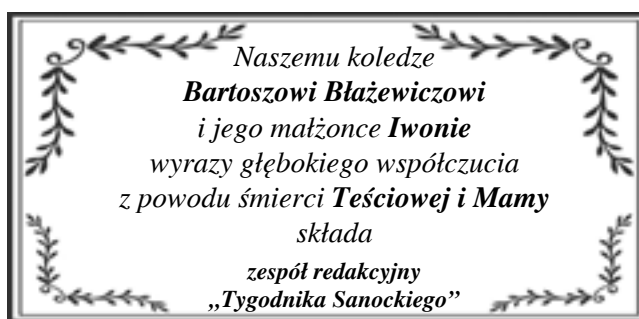 Naszemu koledze
Bartoszowi Błażewiczowi
i jego małżonce Iwonie
wyrazy głębokiego współczucia
z powodu śmierci Teściowej i Mamy
składa
zespół redakcyjny
„Tygodnika Sanockiego”